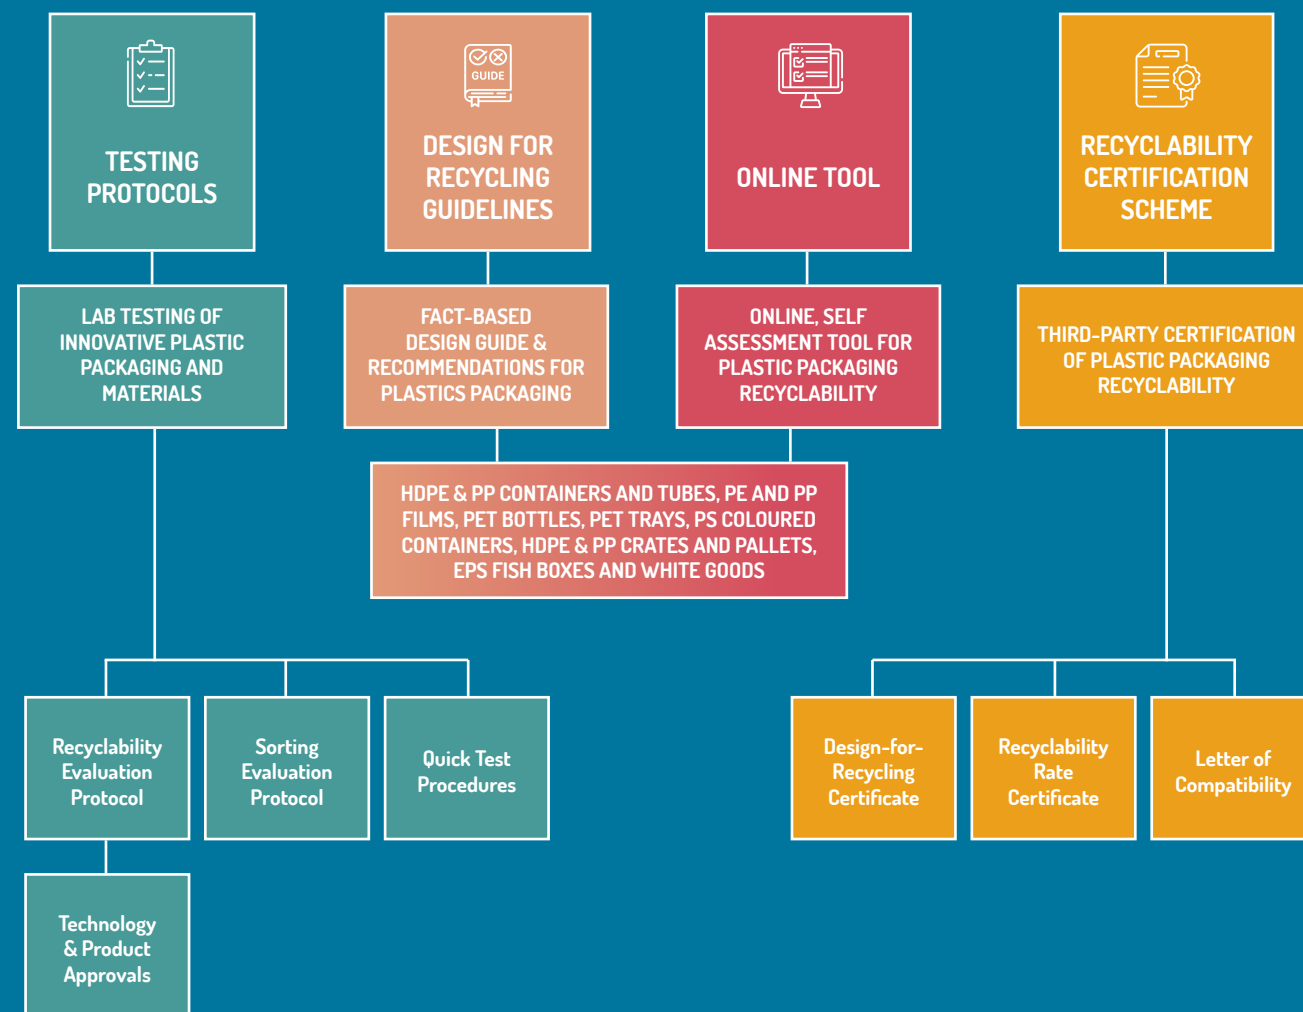 TESTING
PROTOCOLS
GUIDE
DESIGN FOR
RECYCLING
GUIDELINES
ONLINE TOOL
RECYCLABILITY
CERTIFICATION
SCHEME
LAB TESTING OF
INNOVATIVE PLASTIC
PACKAGING AND
MATERIALS
FACT-BASED
DESIGN GUIDE &
RECOMMENDATIONS FOR
PLASTICS PACKAGING
ONLINE, SELF
ASSESSMENT TOOL FOR
PLASTIC PACKAGING
RECYCLABILITY
THIRD-PARTY CERTIFICATION
OF PLASTIC PACKAGING
RECYCLABILITY
HDPE & PP CONTAINERS AND TUBES, PE AND PP
FILMS, PET BOTTLES, PET TRAYS, PS COLOURED
CONTAINERS, HDPE & PP CRATES AND PALLETS,
EPS FISH BOXES AND WHITE GOODS
Recyclability
Evaluation
Protocol
Sorting
Evaluation
Protocol
Quick Test
Procedures
Design-for-
Recycling
Certificate
Recyclability
Rate
Certificate
Letter of
Compatibility
Technology
& Product
Approvals